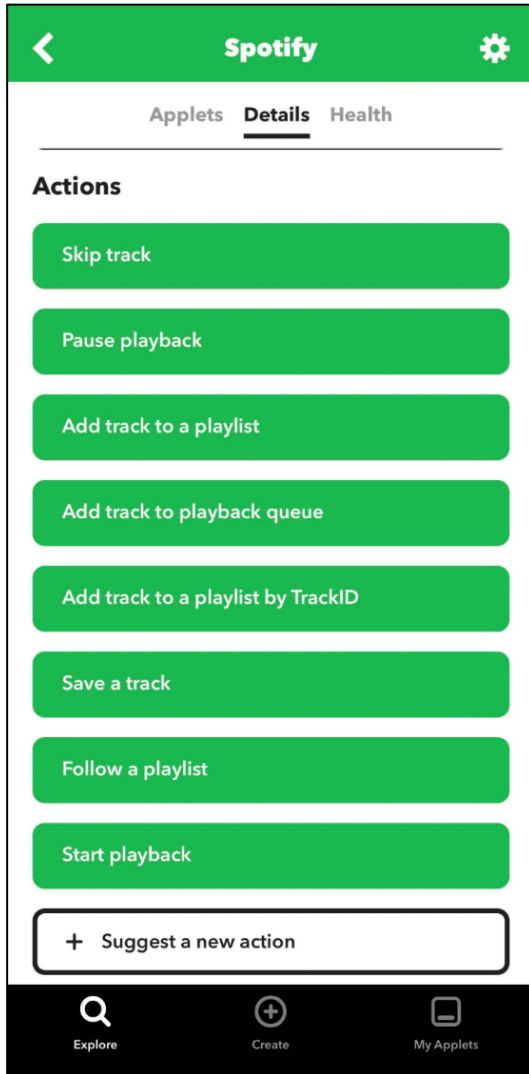 Spotify
Applets Details Health
Actions
Skip track
Pause playback
Add track to a playlist
Add track to playback queue
Add track to a playlist by TrackID
Save a track
Follow a playlist
Start playback
+ Suggest a new action
Explore Create My Applets